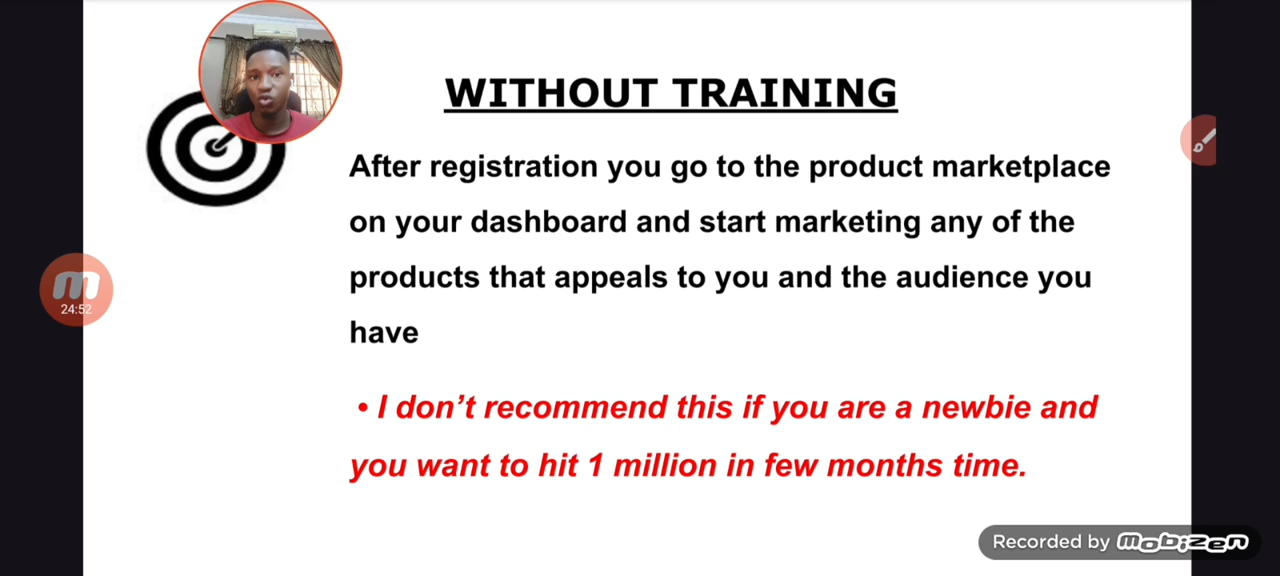 WITHOUT TRAINING
After registration you go to the product marketplace
on your dashboard and start marketing any of the
products that appeals to you and the audience you
have
• I don’t recommend this if you are a newbie and
you want to hit 1 million in few months time.
m
24:52
Recorded by mobizen